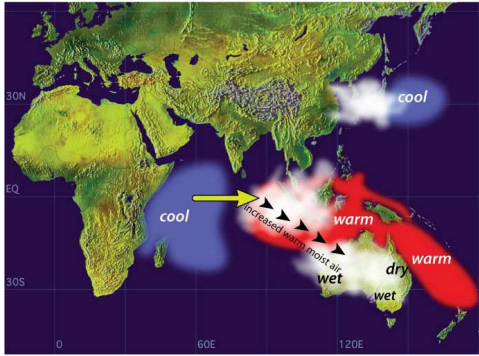 30N
cool
EQ
cool
increased warm moist air
warm
warm
dry
wet
wet
30S
0
60E
120E